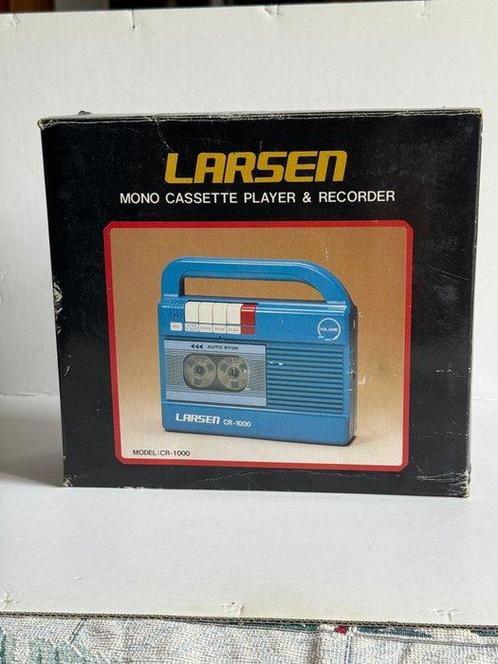 LARSEN
MONO CASSETTE PLAYER & RECORDER
VOLUME
◀◀◀ AUTO STOP
LARSEN CR-1000
MODEL:CR-1000